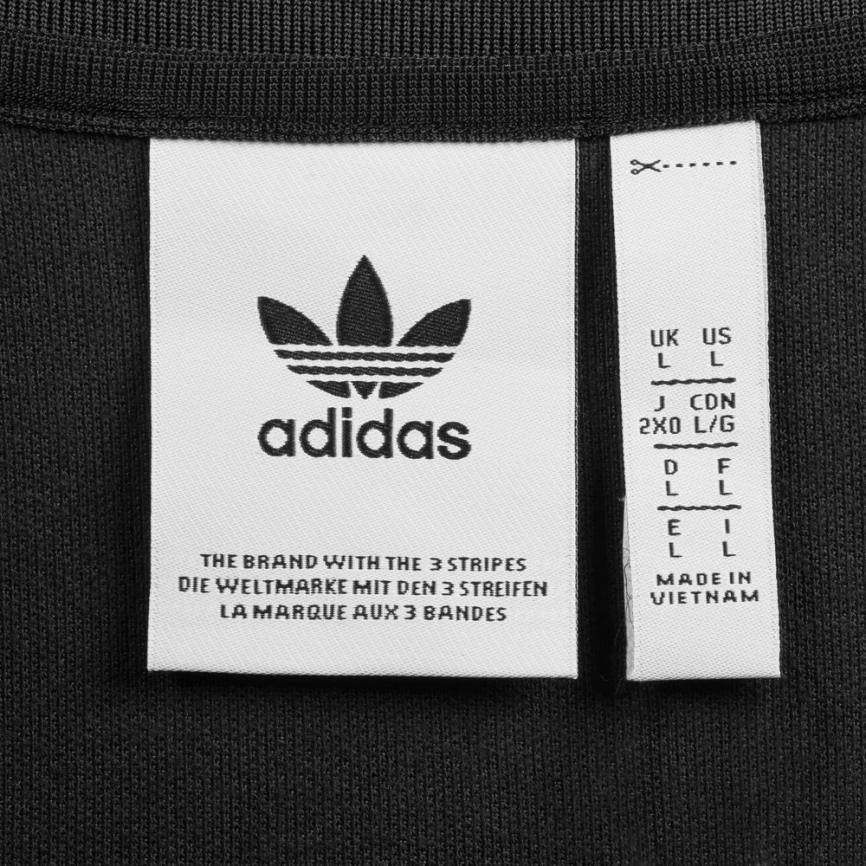 adidas
THE BRAND WITH THE 3 STRIPES
DIE WELTMARKE MIT DEN 3 STREIFEN
LA MARQUE AUX 3 BANDES
UK US
L L
J CDN
2XO L/G
D F
L L
E I
L L
MADE IN
VIETNAM